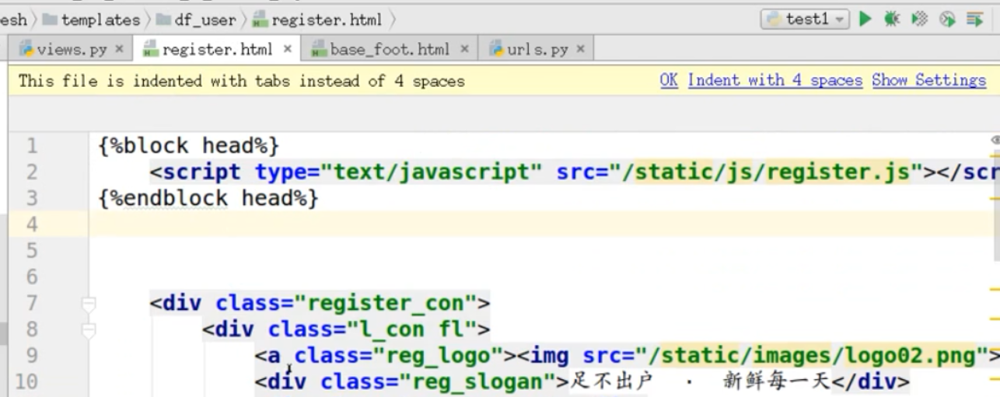 esh templates df_user register.html test1
views.py × register.html × base_foot.html × urls.py ×
This file is indented with tabs instead of 4 spaces OK Indent with 4 spaces Show Settings
1 {%block head%}
2 <script type="text/javascript" src="/static/js/register.js"></scr
3 {%endblock head%}
4
5
6
7 <div class="register_con">
8 <div class="l_con fl">
9 <a class="reg_logo"><img src="/static/images/logo02.png">
10 <div class="reg_slogan">足不出户 · 新鲜每一天</div>